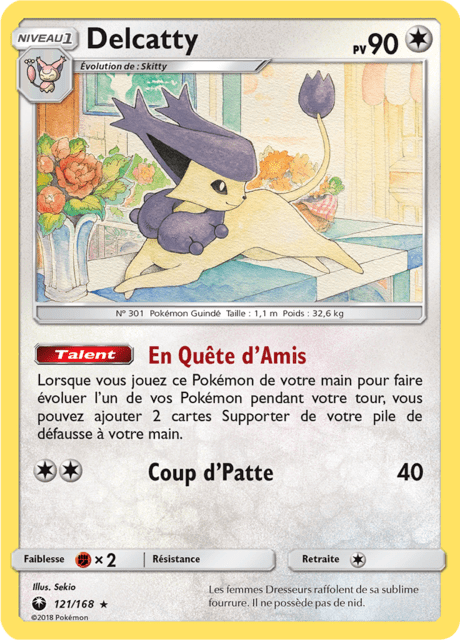 NIVEAU 1
Delcatty
PV 90
Évolution de : Skitty
N° 301 Pokémon Guindé Taille : 1,1 m Poids : 32,6 kg
Talent En Quête d'Amis
Lorsque vous jouez ce Pokémon de votre main pour faire
évoluer l'un de vos Pokémon pendant votre tour, vous
pouvez ajouter 2 cartes Supporter de votre pile de
défausse à votre main.
Coup d'Patte 40
Faiblesse ×2 Résistance Retraite
Illus. Sekio
121/168
©2018 Pokémon
Les femmes Dresseurs raffolent de sa sublime
fourrure. Il ne possède pas de nid.